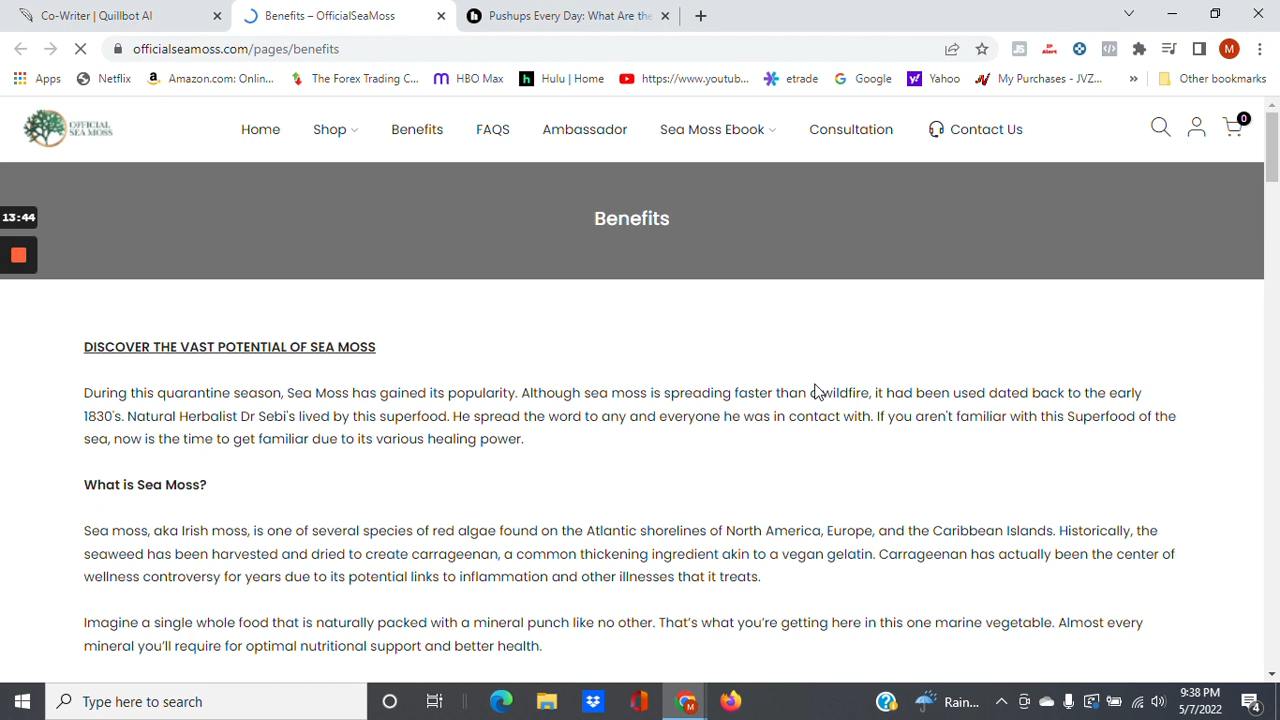 Co-Writer | Quillbot AI
Benefits – OfficialSeaMoss
Pushups Every Day: What Are the
officialseamoss.com/pages/benefits
Apps
Netflix
Amazon.com: Onlin...
The Forex Trading C...
HBO Max
Hulu | Home
https://www.youtub...
etrade
Google
Yahoo
My Purchases - JVZ...
Other bookmarks
OFFICIAL
SEA MOSS
Home
Shop
Benefits
FAQS
Ambassador
Sea Moss Ebook
Consultation
Contact Us
0
13:44
Benefits
DISCOVER THE VAST POTENTIAL OF SEA MOSS
During this quarantine season, Sea Moss has gained its popularity. Although sea moss is spreading faster than a wildfire, it had been used dated back to the early
1830's. Natural Herbalist Dr Sebi's lived by this superfood. He spread the word to any and everyone he was in contact with. If you aren't familiar with this Superfood of the
sea, now is the time to get familiar due to its various healing power.
What is Sea Moss?
Sea moss, aka Irish moss, is one of several species of red algae found on the Atlantic shorelines of North America, Europe, and the Caribbean Islands. Historically, the
seaweed has been harvested and dried to create carrageenan, a common thickening ingredient akin to a vegan gelatin. Carrageenan has actually been the center of
wellness controversy for years due to its potential links to inflammation and other illnesses that it treats.
Imagine a single whole food that is naturally packed with a mineral punch like no other. That's what you're getting here in this one marine vegetable. Almost every
mineral you'll require for optimal nutritional support and better health.
Type here to search
Rain...
9:38 PM
5/7/2022
4